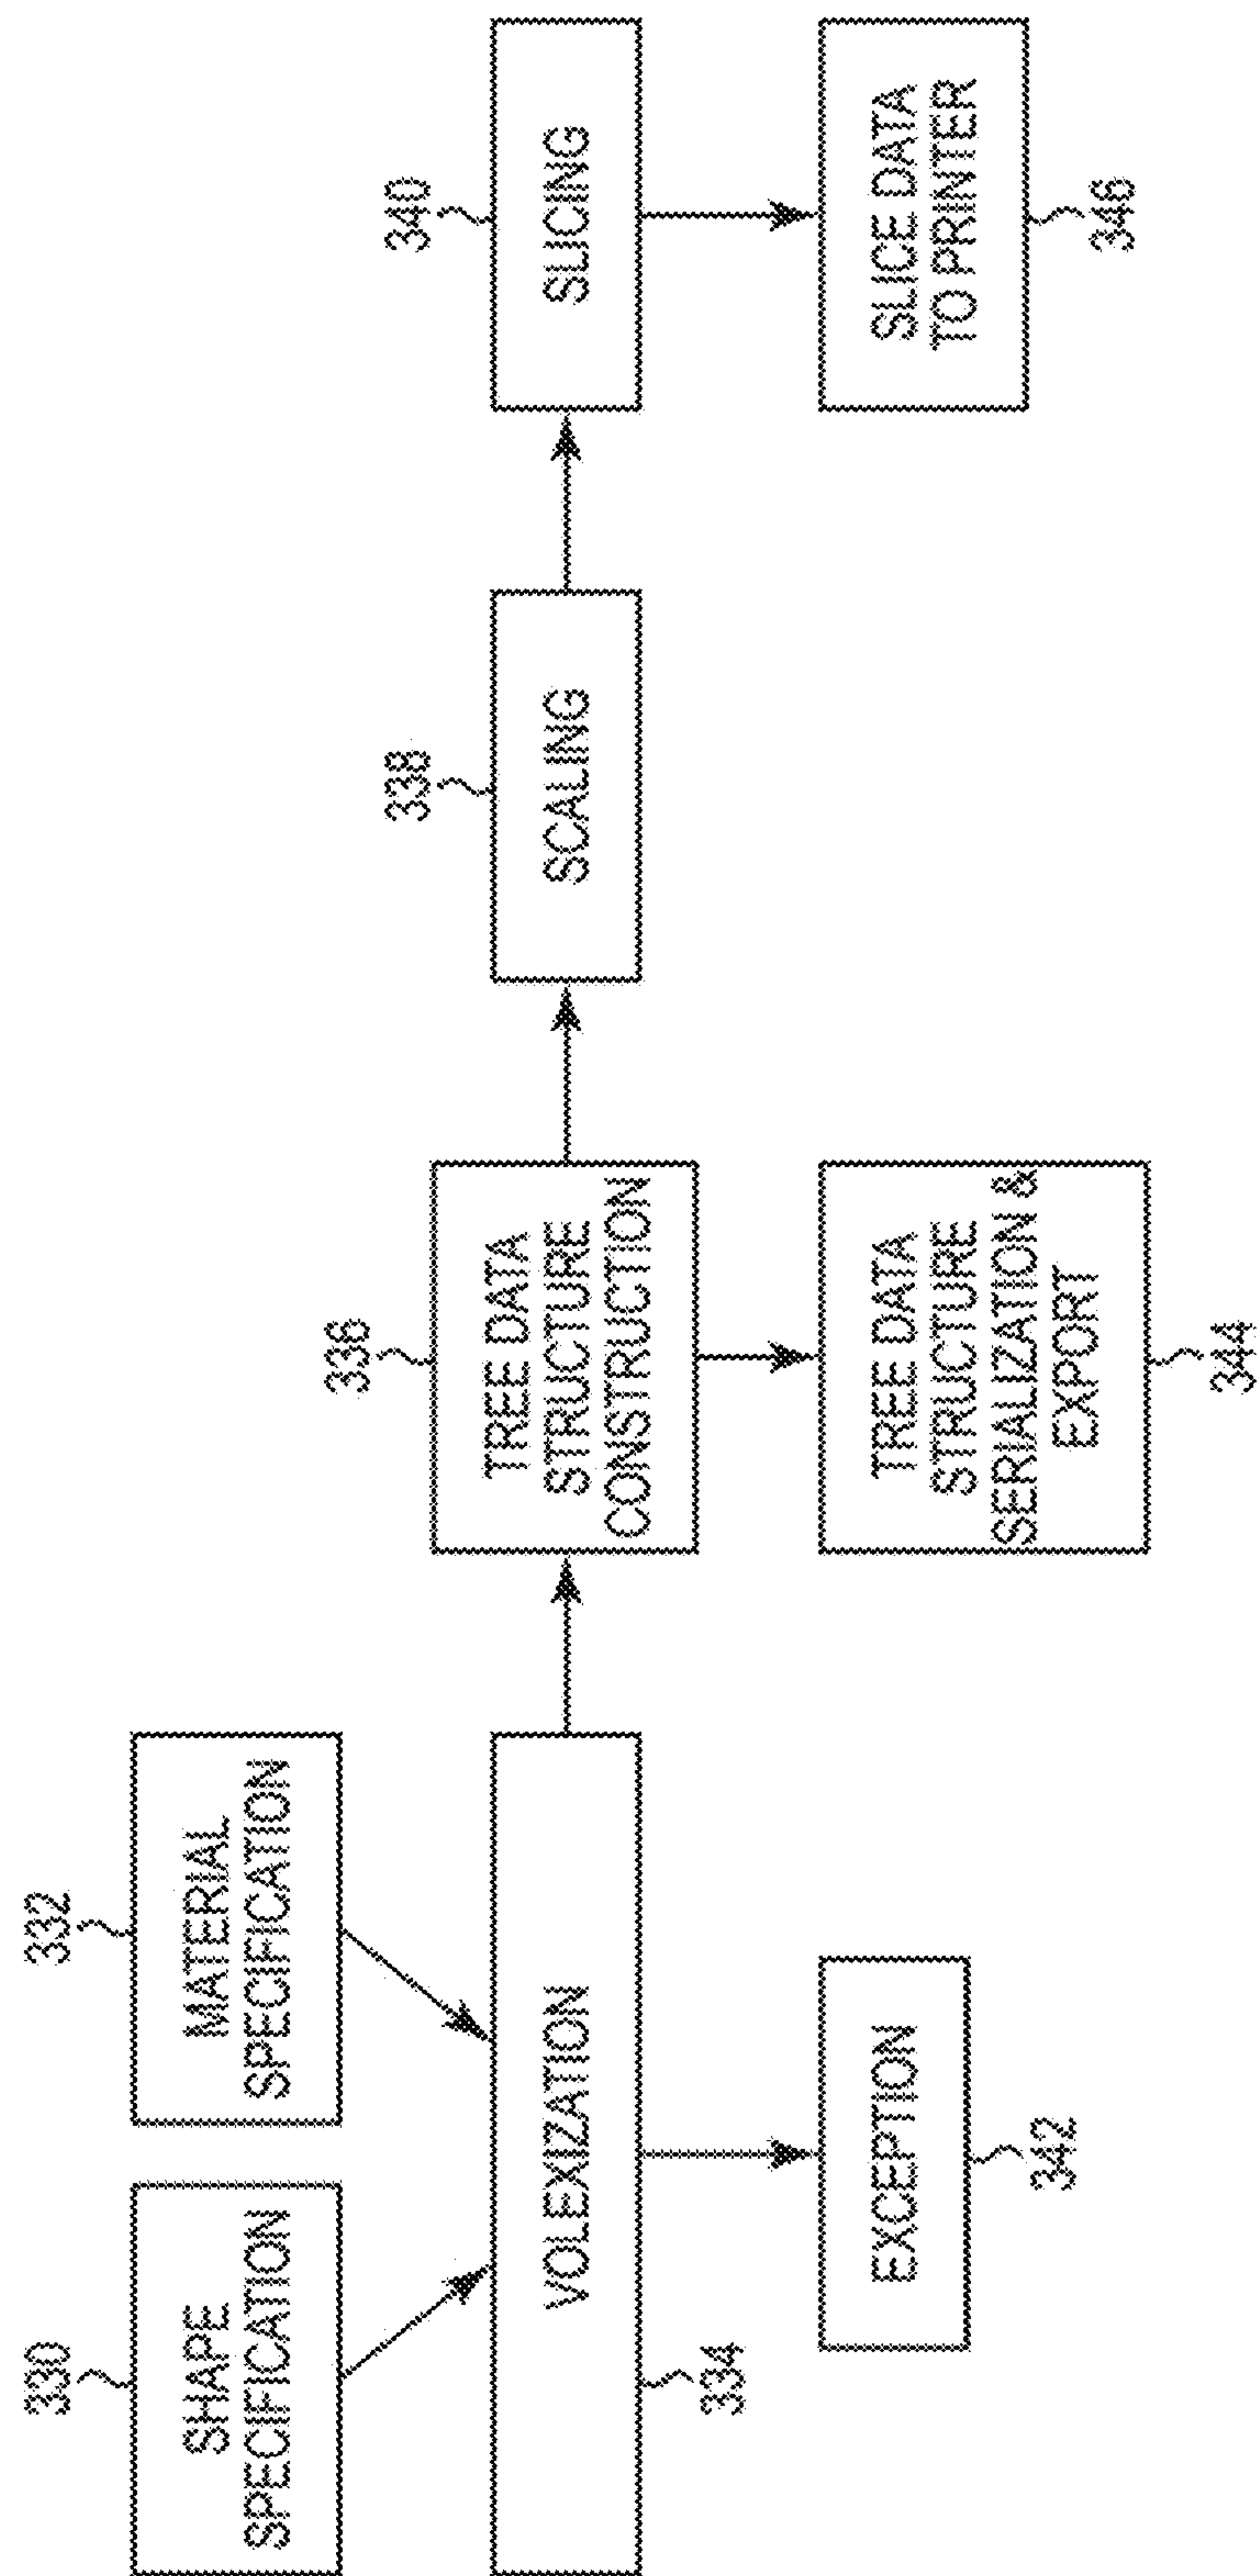 330
SHAPE
SPECIFICATION
332
MATERIAL
SPECIFICATION
VOLEXIZATION
334
EXCEPTION
342
336
TREE DATA
STRUCTURE
CONSTRUCTION
TREE DATA
STRUCTURE
SERIALIZATION &
EXPORT
344
338
SCALING
340
SLICING
SLICE DATA
TO PRINTER
346